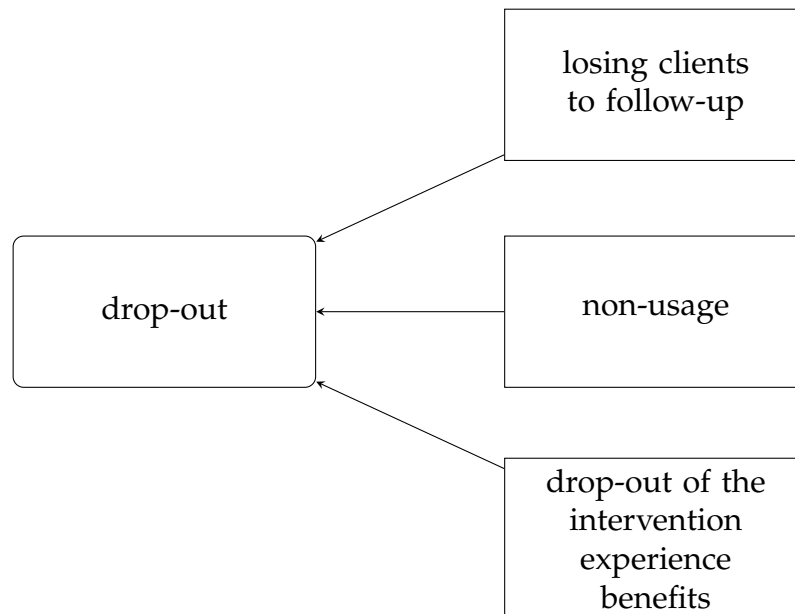 losing clients
to follow-up
drop-out
non-usage
drop-out of the
intervention
experience
benefits